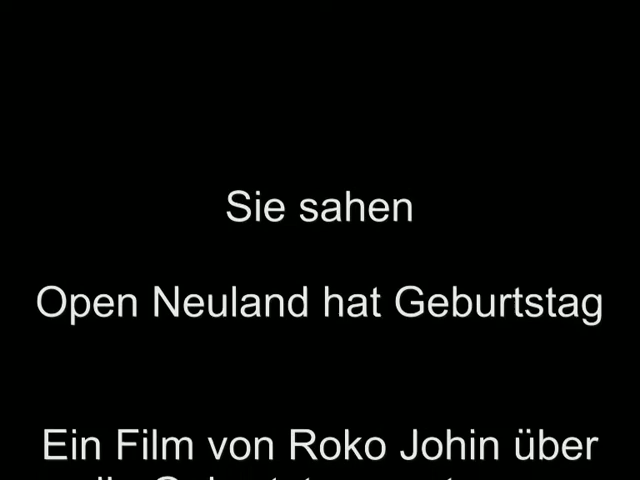 Sie sahen
Open Neuland hat Geburtstag
Ein Film von Roko Johin über